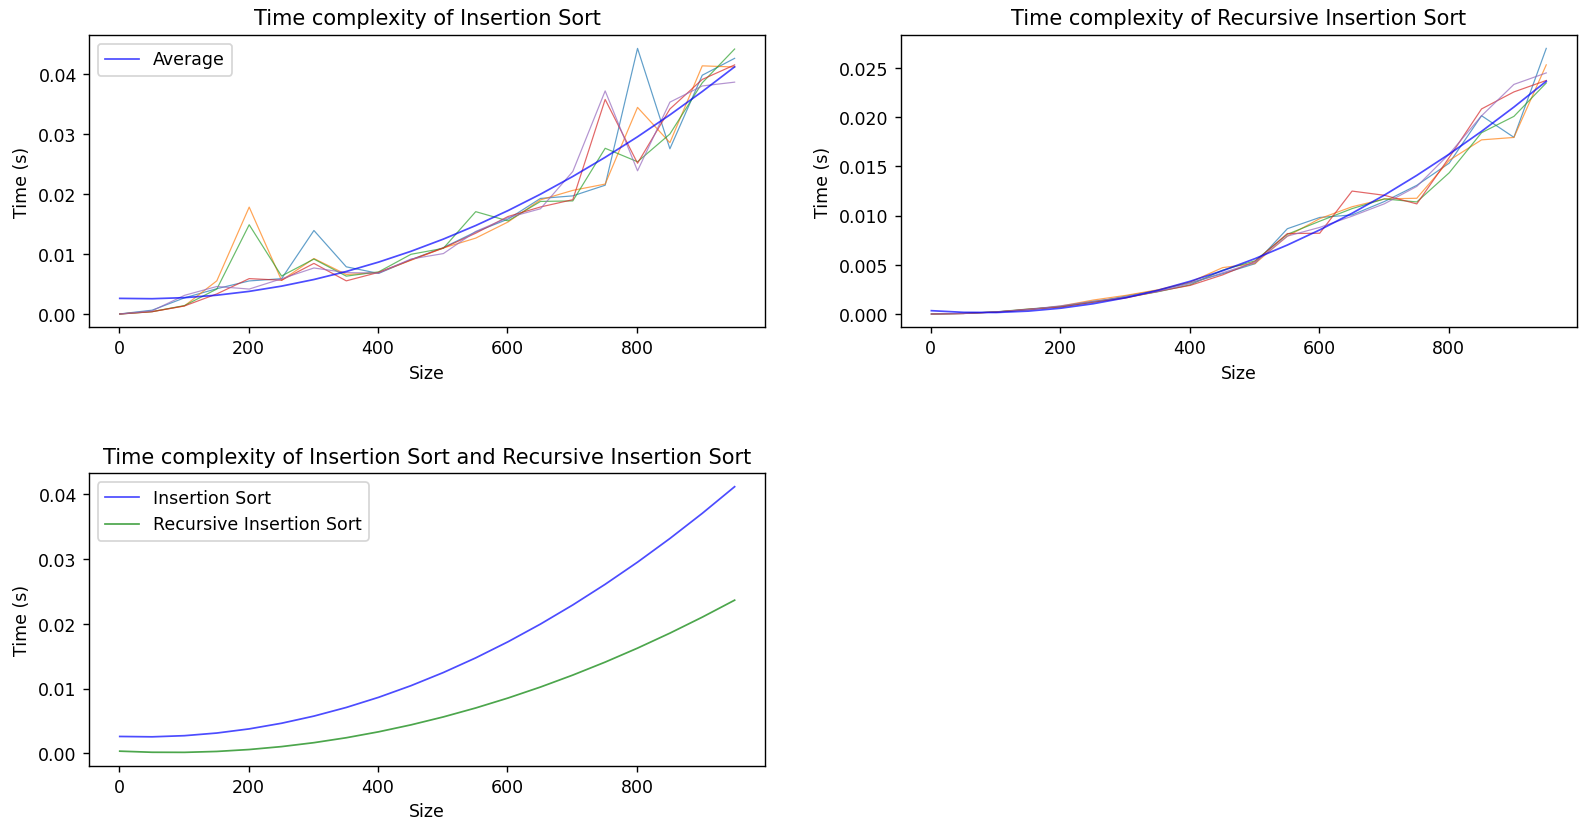 Time complexity of Insertion Sort
Average
0.04
0.03
0.02
0.01
0.00
Time (s)
0 200 400 600 800
Size
Time complexity of Recursive Insertion Sort
0.025
0.020
0.015
0.010
0.005
0.000
Time (s)
0 200 400 600 800
Size
Time complexity of Insertion Sort and Recursive Insertion Sort
Insertion Sort
Recursive Insertion Sort
0.04
0.03
0.02
0.01
0.00
Time (s)
0 200 400 600 800
Size